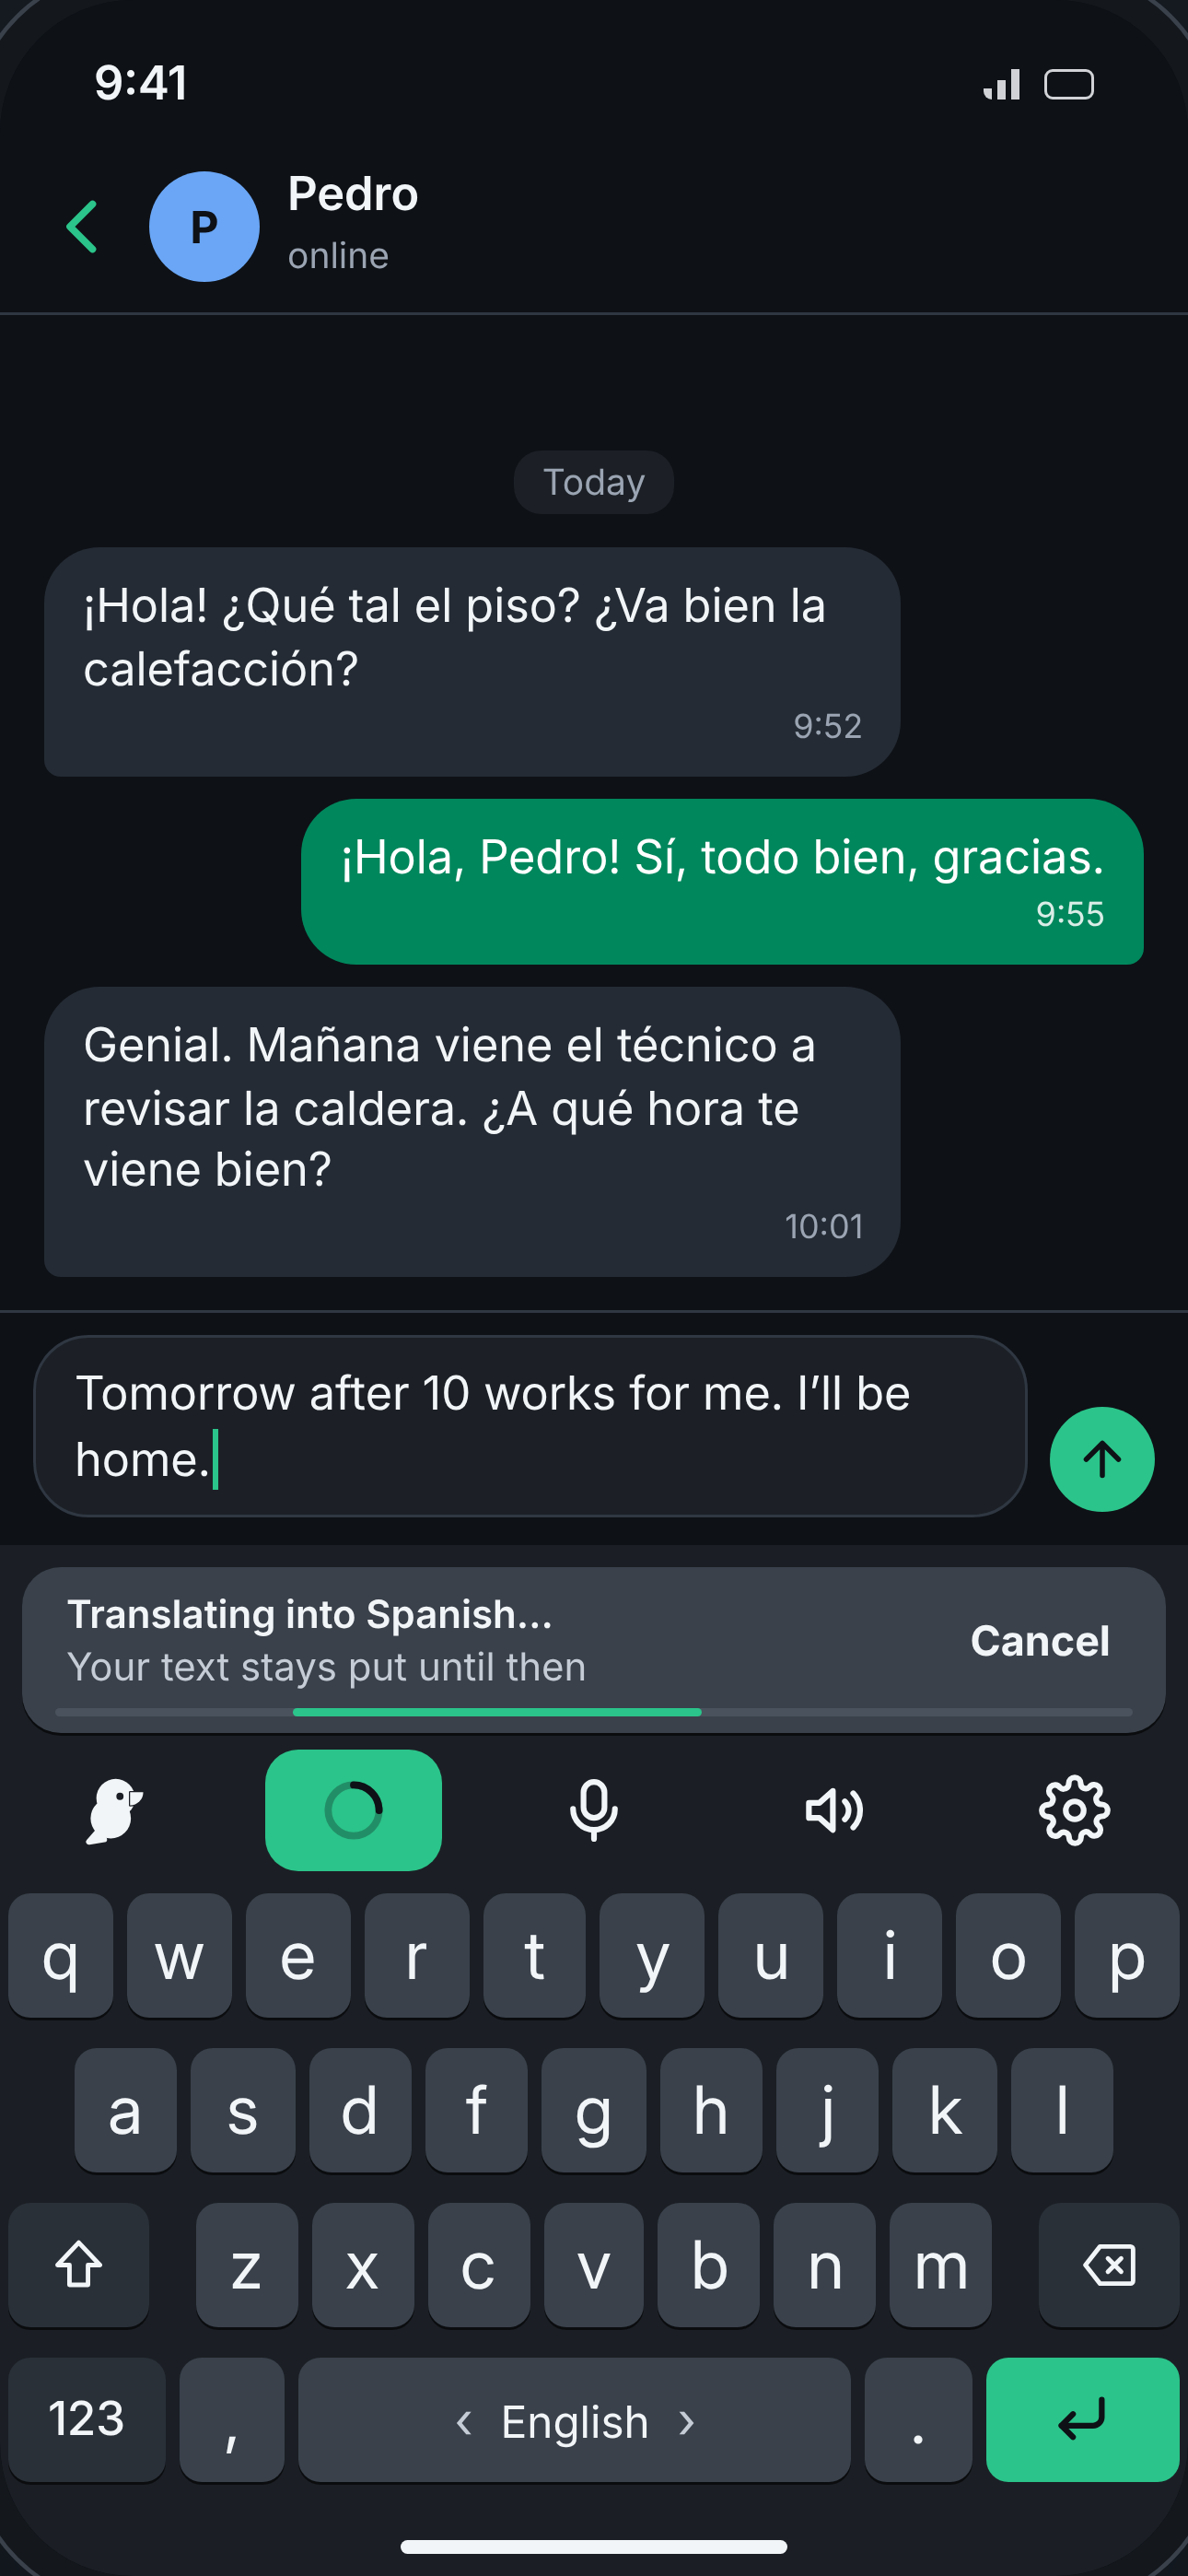 9:41
P
Pedro
online
Today
¡Hola! ¿Qué tal el piso? ¿Va bien la
calefacción?
9:52
¡Hola, Pedro! Sí, todo bien, gracias.
9:55
Genial. Mañana viene el técnico a
revisar la caldera. ¿A qué hora te
viene bien?
10:01
Tomorrow after 10 works for me. I’ll be
home.
Translating into Spanish…
Your text stays put until then
Cancel
q w e r t y u i o p
a s d f g h j k l
z x c v b n m
123 , ‹ English › .